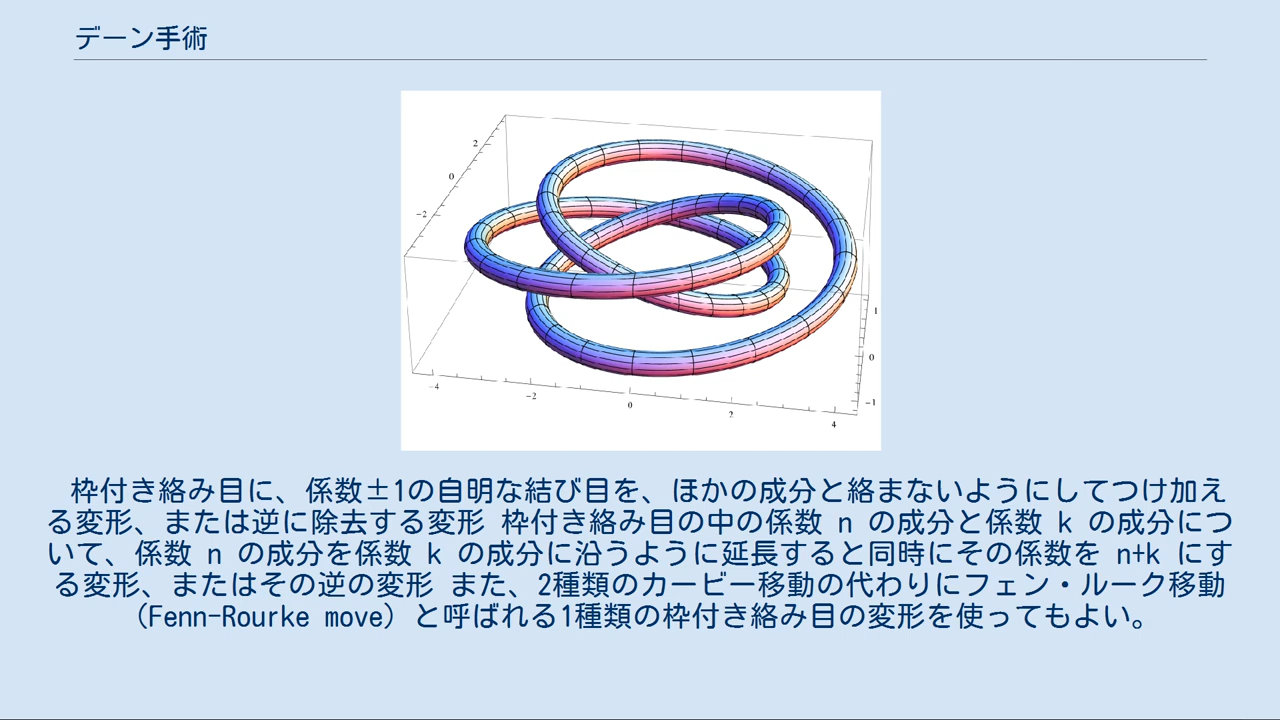 デーン手術
2
0
-2
-4
-2
0
2
4
1
0
-1
枠付き絡み目に、係数±1の自明な結び目を、ほかの成分と絡まないようにしてつけ加え
る変形、または逆に除去する変形 枠付き絡み目の中の係数 n の成分と係数 k の成分につ
いて、係数 n の成分を係数 k の成分に沿うように延長すると同時にその係数を n+k にす
る変形、またはその逆の変形 また、2種類のカービー移動の代わりにフェン・ルーク移動
（Fenn-Rourke move）と呼ばれる1種類の枠付き絡み目の変形を使ってもよい。